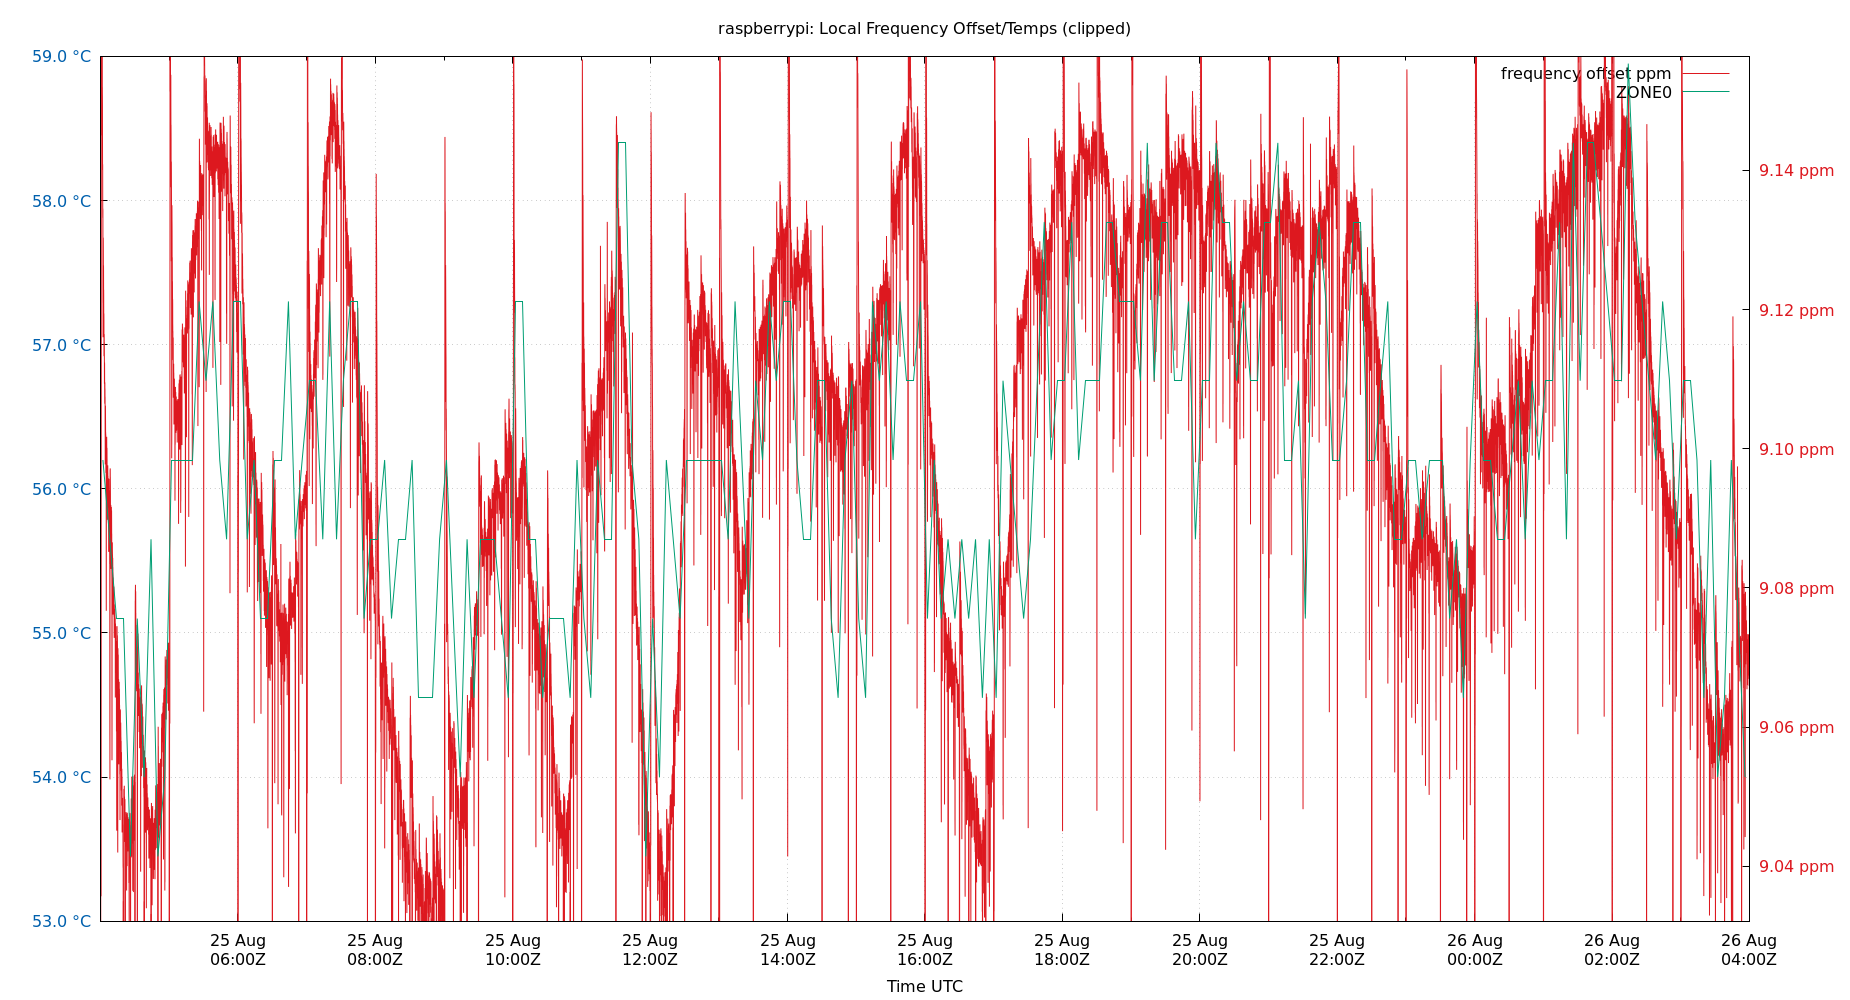 raspberrypi: Local Frequency Offset/Temps (clipped)
59.0 °C
58.0 °C
57.0 °C
56.0 °C
55.0 °C
54.0 °C
53.0 °C
frequency offset ppm
ZONE0
9.14 ppm
9.12 ppm
9.10 ppm
9.08 ppm
9.06 ppm
9.04 ppm
25 Aug
06:00Z
25 Aug
08:00Z
25 Aug
10:00Z
25 Aug
12:00Z
25 Aug
14:00Z
25 Aug
16:00Z
25 Aug
18:00Z
25 Aug
20:00Z
25 Aug
22:00Z
26 Aug
00:00Z
26 Aug
02:00Z
26 Aug
04:00Z
Time UTC